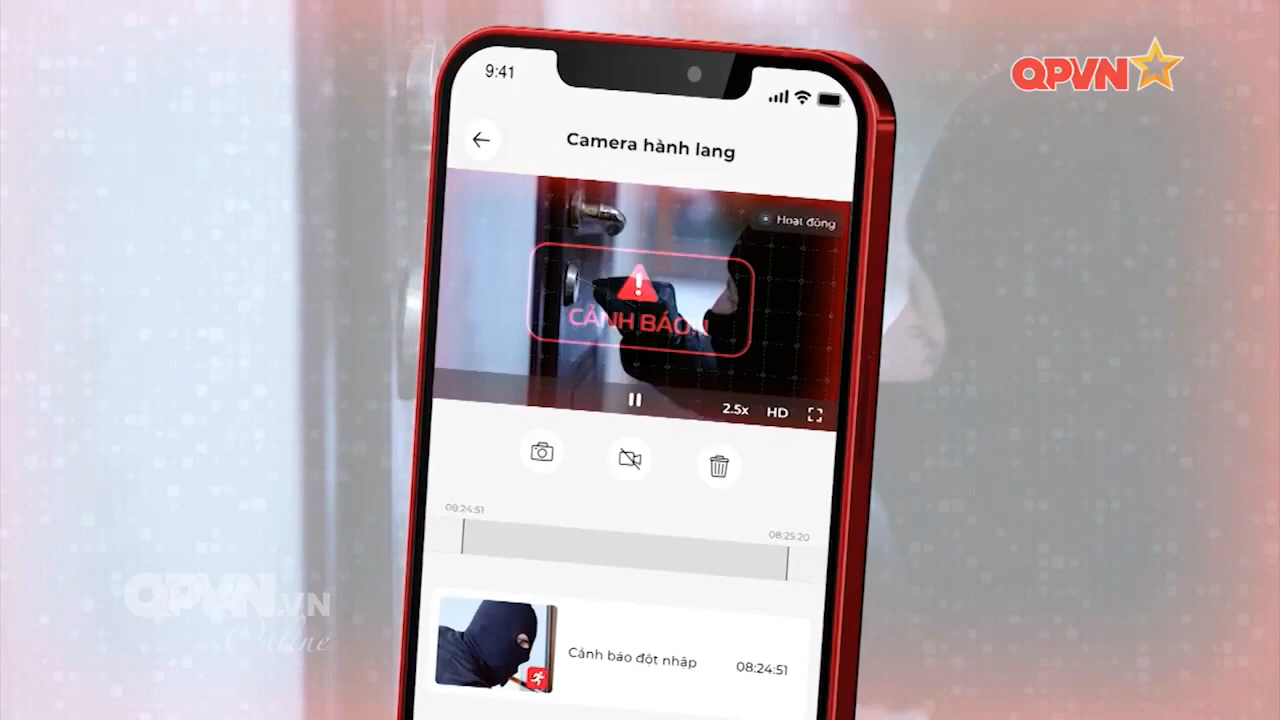 QPVN
9:41
Camera hành lang
Hoạt động
CẢNH BÁO!
2.5x HD
08:24:51
08:25:20
Cảnh báo đột nhập 08:24:51
QPVN.VN
Online